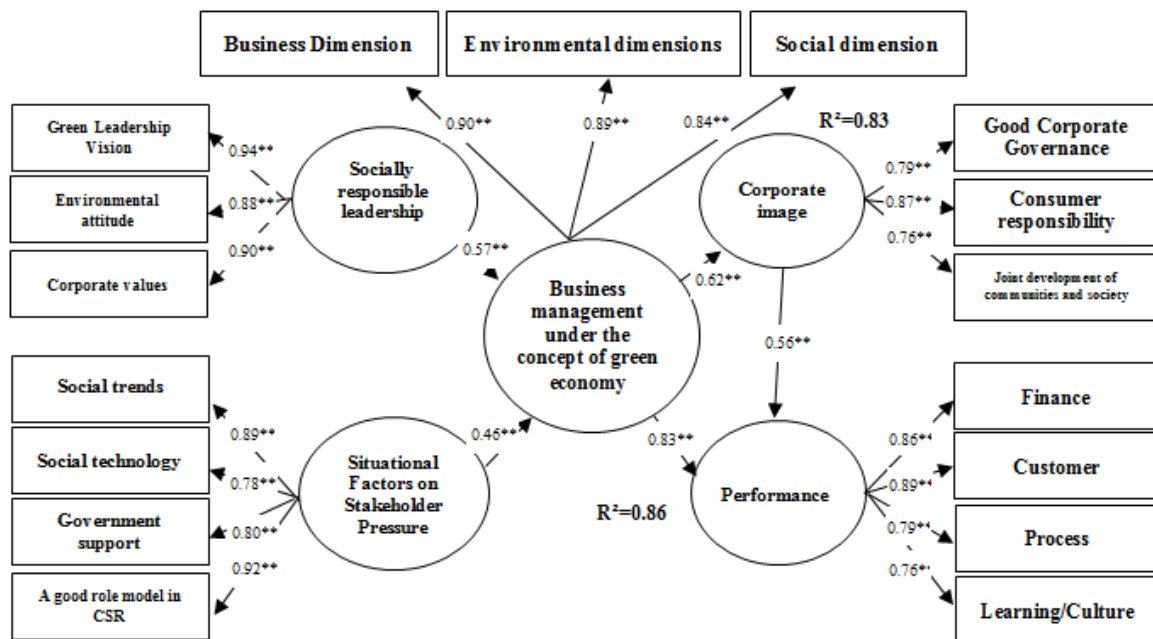 Business Dimension
Environmental dimensions
Social dimension
0.90**
0.89**
0.84**
R²=0.83
Green Leadership
Vision
Environmental
attitude
Corporate values
0.94**
0.88**
0.90**
Socially
responsible
leadership
Corporate
image
0.79**
0.87**
0.76**
Good Corporate
Governance
Consumer
responsibility
Joint development of
communities and society
0.57**
0.62**
Business
management
under the
concept of green
economy
0.56**
Social trends
Social technology
Government
support
A good role model in
CSR
0.89**
0.78**
0.80**
0.92**
Situational
Factors on
Stakeholder
Pressure
0.46**
0.83**
R²=0.86
Performance
0.86**
0.89**
0.79**
0.76**
Finance
Customer
Process
Learning/Culture